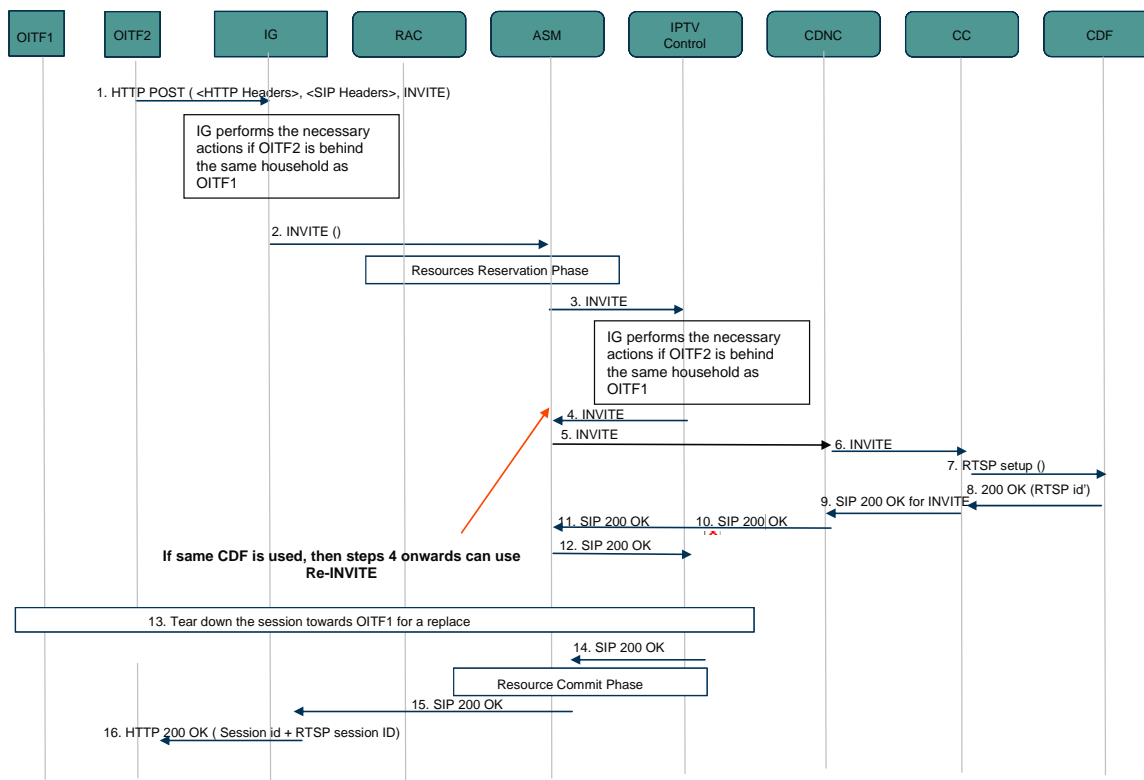 OITF1
OITF2
IG
RAC
ASM
IPTV
Control
CDNC
CC
CDF
1. HTTP POST ( <HTTP Headers>, <SIP Headers>, INVITE)
IG performs the necessary
actions if OITF2 is behind
the same household as
OITF1
2. INVITE ()
Resources Reservation Phase
3. INVITE
IG performs the necessary
actions if OITF2 is behind
the same household as
OITF1
4. INVITE
5. INVITE
6. INVITE
7. RTSP setup ()
8. 200 OK (RTSP id’)
9. SIP 200 OK for INVITE
10. SIP 200 OK
11. SIP 200 OK
12. SIP 200 OK
If same CDF is used, then steps 4 onwards can use
Re-INVITE
13. Tear down the session towards OITF1 for a replace
14. SIP 200 OK
Resource Commit Phase
15. SIP 200 OK
16. HTTP 200 OK ( Session id + RTSP session ID)